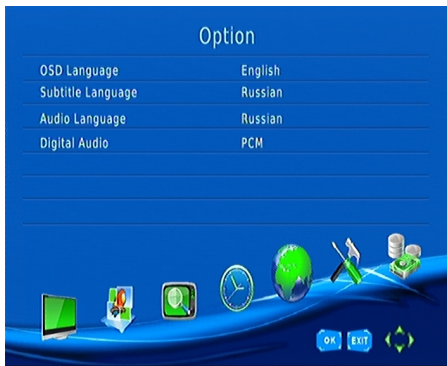 Option
OSD Language English
Subtitle Language Russian
Audio Language Russian
Digital Audio PCM
OK EXIT